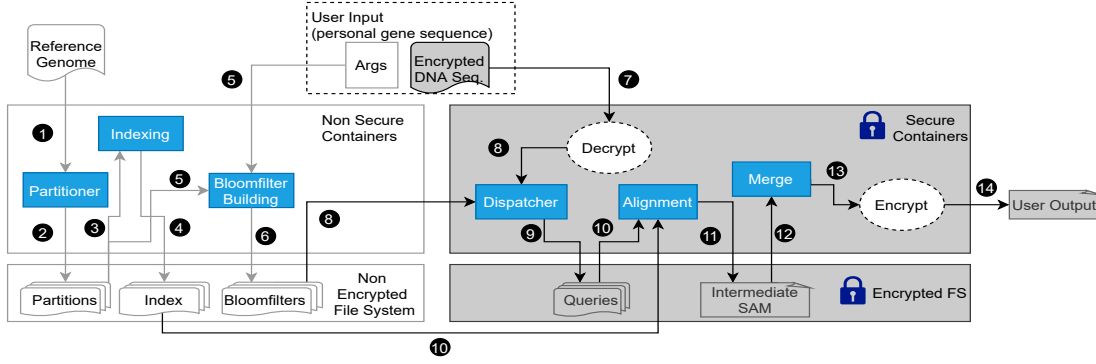 User Input
(personal gene sequence)
Reference
Genome
Args
Encrypted
DNA Seq.
5
7
1
Indexing
Non Secure
Containers
Secure
Containers
Decrypt
8
Partitioner
5
Bloomfilter
Building
Dispatcher
Alignment
Merge
13
Encrypt
14
User Output
2
3
4
6
8
9
10
11
12
Partitions
Index
Bloomfilters
Non
Encrypted
File System
Queries
Intermediate
SAM
Encrypted FS
10